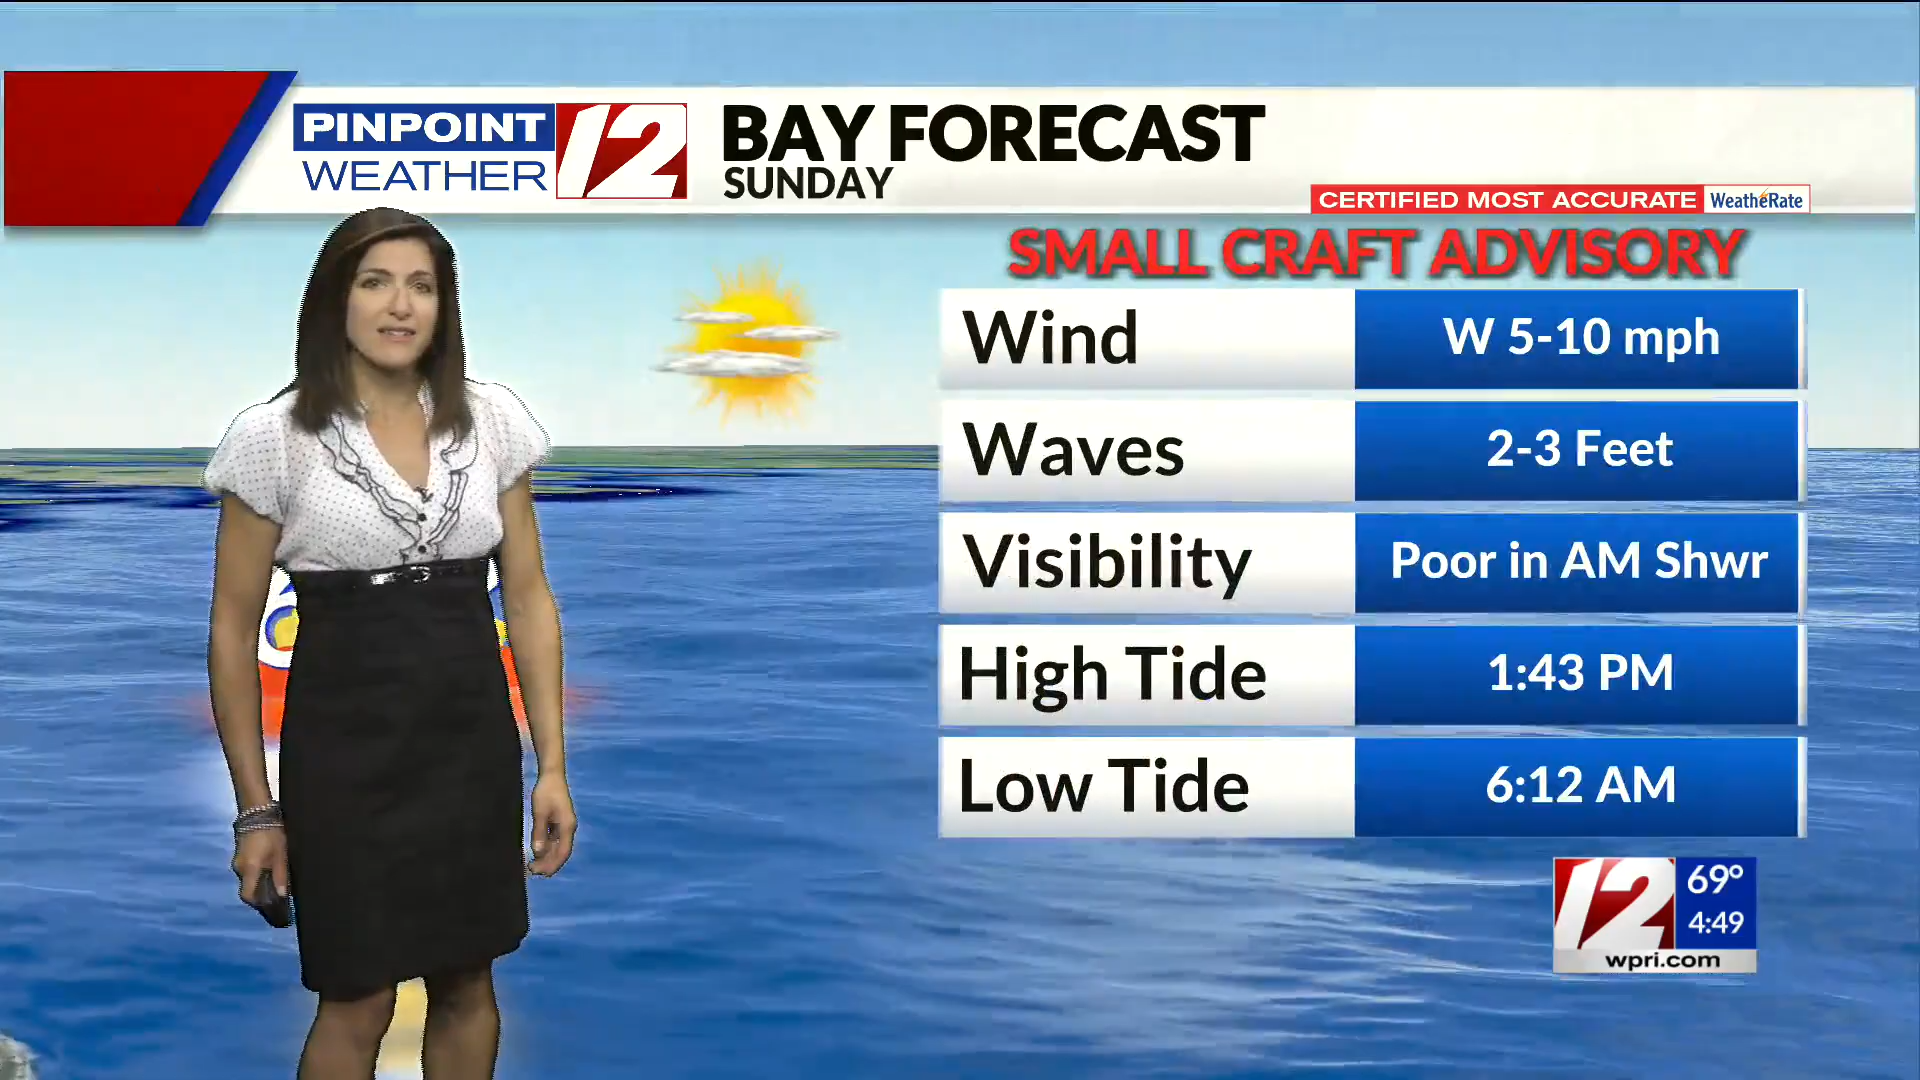 PINPOINT
WEATHER
12
BAY FORECAST
SUNDAY
CERTIFIED MOST ACCURATE WeatheRate
SMALL CRAFT ADVISORY
Wind W 5-10 mph
Waves 2-3 Feet
Visibility Poor in AM Shwr
High Tide 1:43 PM
Low Tide 6:12 AM
12 69°
4:49
wpri.com